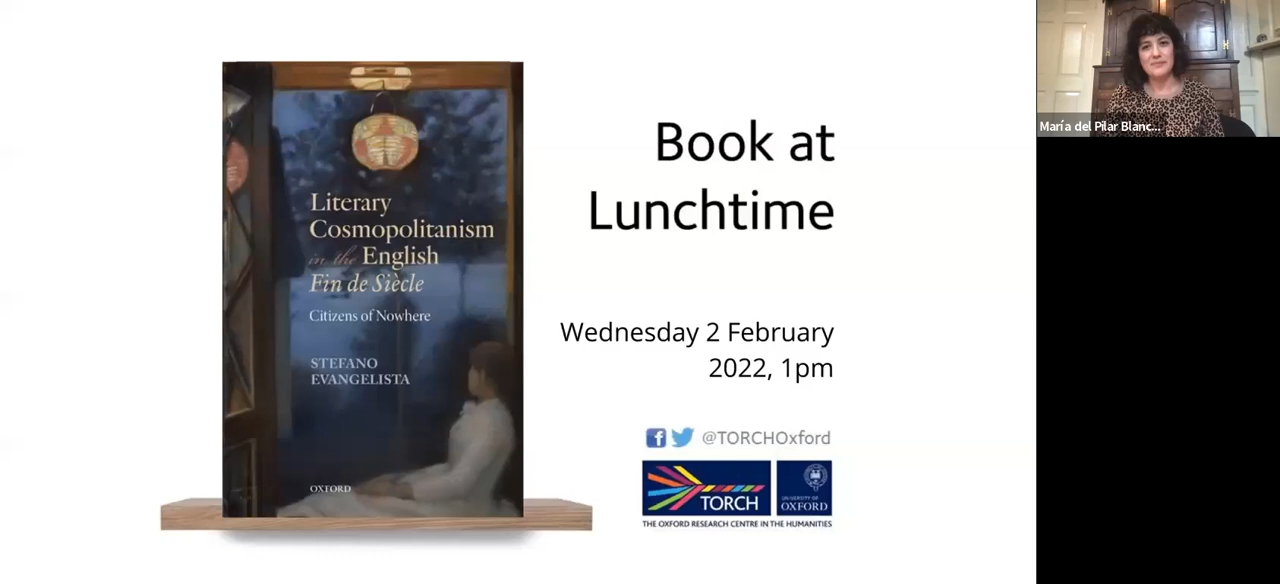 Literary
Cosmopolitanism
in the English
Fin de Siècle
Citizens of Nowhere
STEFANO
EVANGELISTA
OXFORD
Book at
Lunchtime
Wednesday 2 February
2022, 1pm
@TORCHOxford
TORCH
UNIVERSITY OF
OXFORD
THE OXFORD RESEARCH CENTRE IN THE HUMANITIES
María del Pilar Blanc...